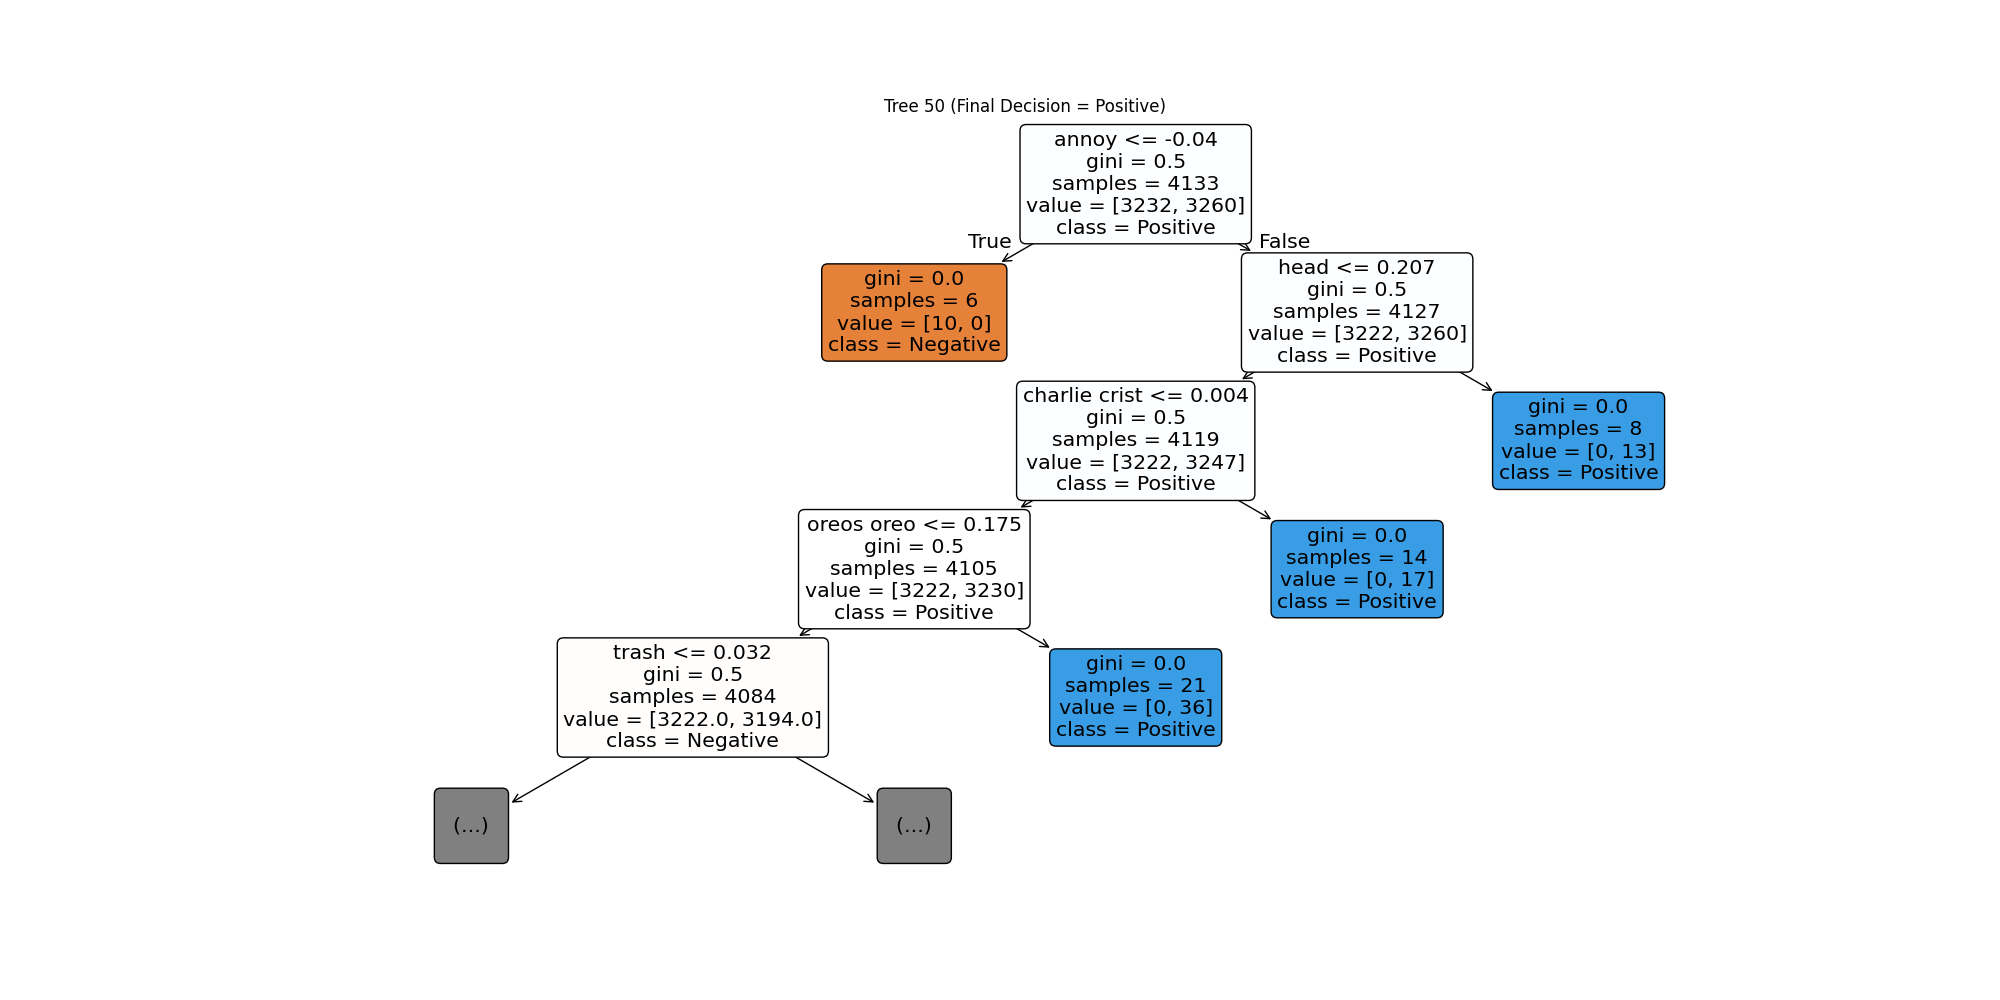 Tree 50 (Final Decision = Positive)
annoy <= -0.04
gini = 0.5
samples = 4133
value = [3232, 3260]
class = Positive
True
False
gini = 0.0
samples = 6
value = [10, 0]
class = Negative
head <= 0.207
gini = 0.5
samples = 4127
value = [3222, 3260]
class = Positive
charlie crist <= 0.004
gini = 0.5
samples = 4119
value = [3222, 3247]
class = Positive
gini = 0.0
samples = 8
value = [0, 13]
class = Positive
oreos oreo <= 0.175
gini = 0.5
samples = 4105
value = [3222, 3230]
class = Positive
gini = 0.0
samples = 14
value = [0, 17]
class = Positive
trash <= 0.032
gini = 0.5
samples = 4084
value = [3222.0, 3194.0]
class = Negative
gini = 0.0
samples = 21
value = [0, 36]
class = Positive
(...)
(...)